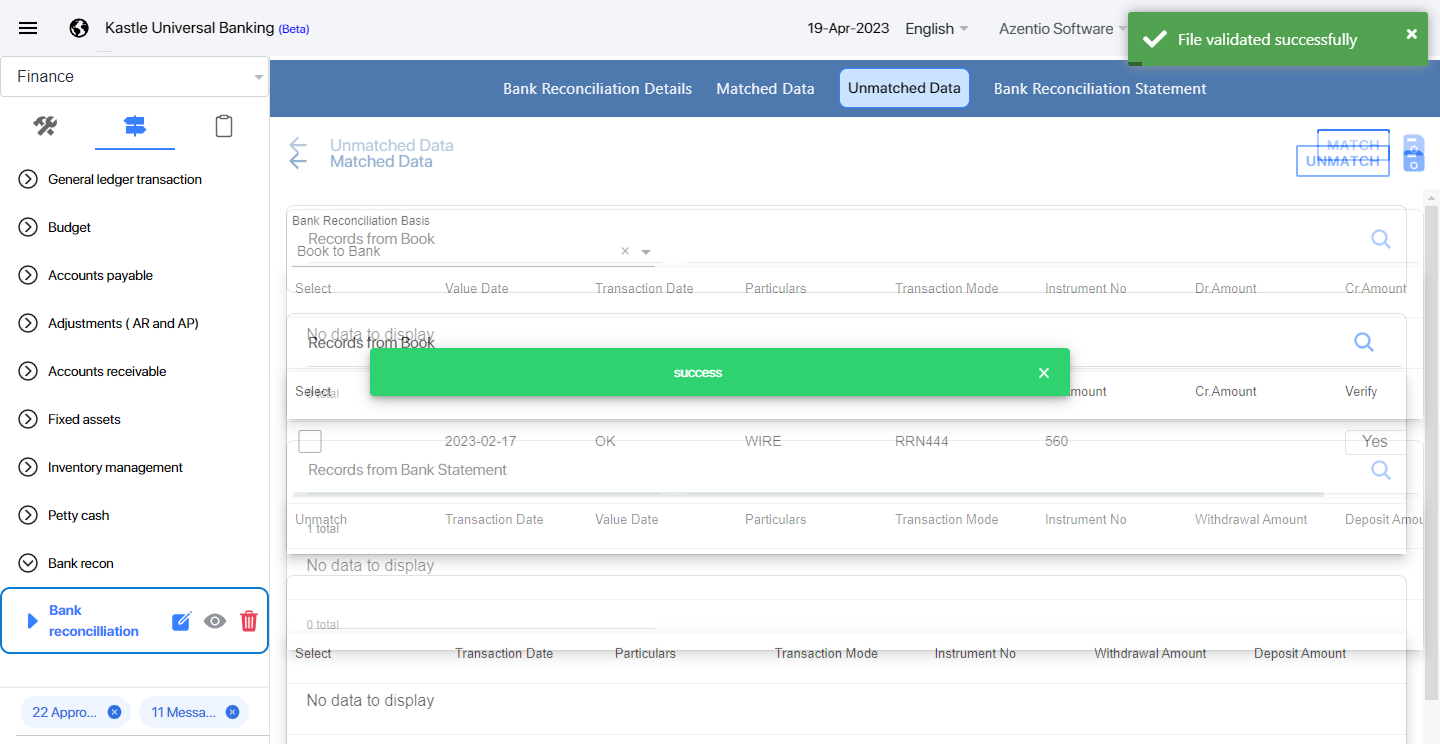 Kastle Universal Banking (Beta)
19-Apr-2023
English
Azentio Software
File validated successfully
Finance
Bank Reconciliation Details
Matched Data
Unmatched Data
Bank Reconciliation Statement
Unmatched Data
Matched Data
MATCH
UNMATCH
General ledger transaction
Budget
Accounts payable
Adjustments ( AR and AP)
Accounts receivable
Fixed assets
Inventory management
Petty cash
Bank recon
Bank
reconcilliation
22 Appro...
11 Messa...
Bank Reconciliation Basis
Records from Book
Book to Bank
Select Value Date Transaction Date Particulars Transaction Mode Instrument No Dr.Amount Cr.Amount
No data to display
Records from Book
success
Select
0 total
mount Cr.Amount Verify
2023-02-17 OK WIRE RRN444 560 Yes
Records from Bank Statement
Unmatch Transaction Date Value Date Particulars Transaction Mode Instrument No Withdrawal Amount Deposit Amou
1 total
No data to display
0 total
Select Transaction Date Particulars Transaction Mode Instrument No Withdrawal Amount Deposit Amount
No data to display